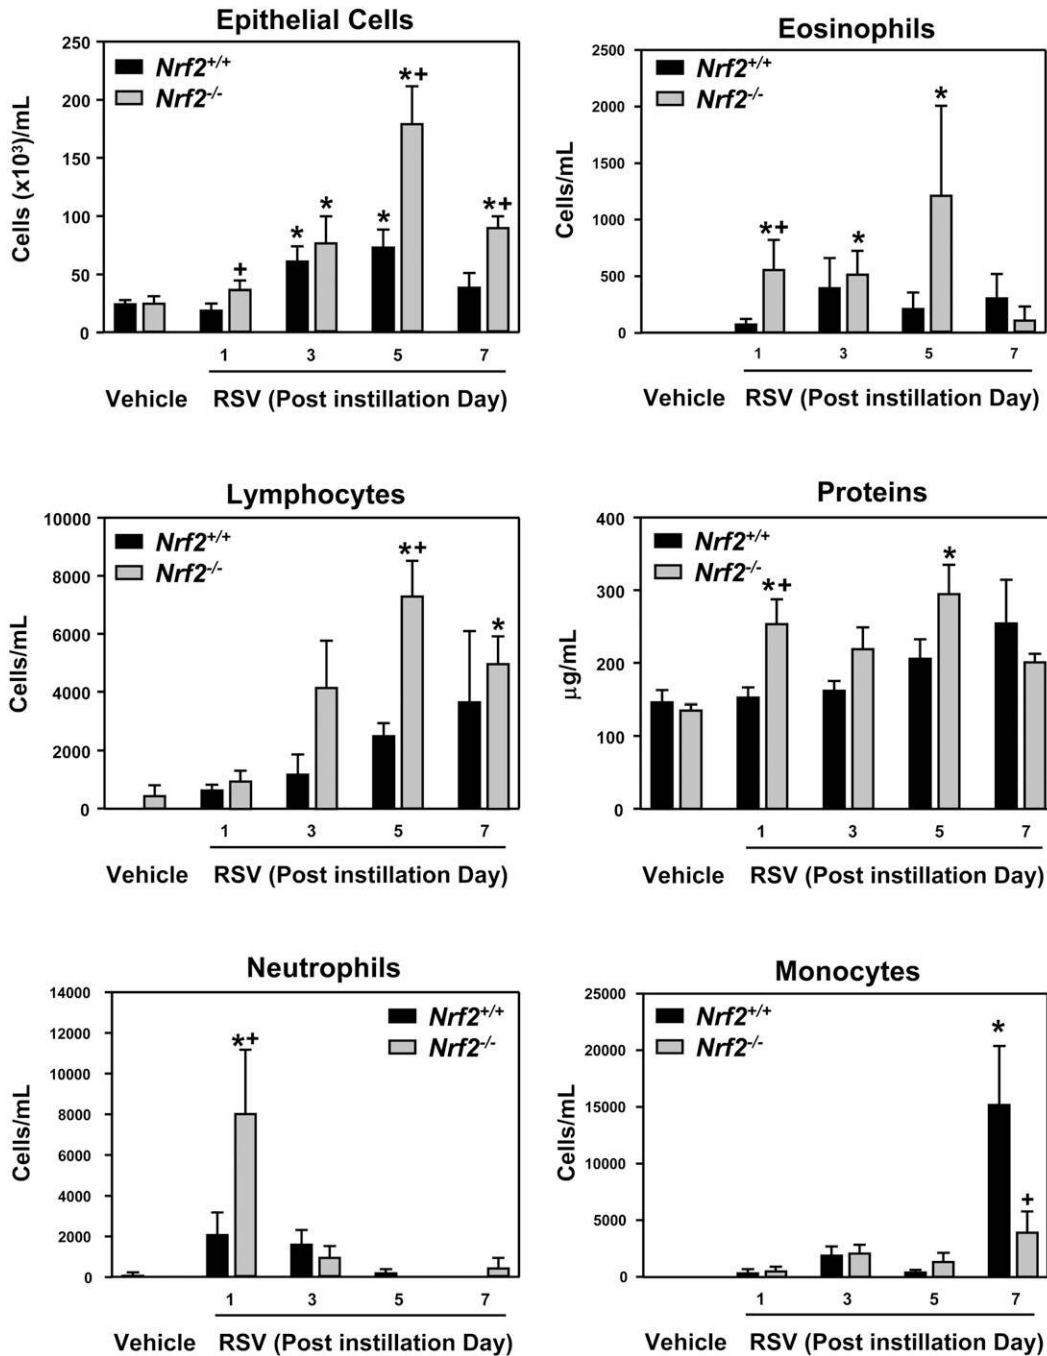 Epithelial Cells
250
200
150
100
50
0
Cells (x10³)/mL
Nrf2+/+
Nrf2-/-
*+
*
*
*
*+
+
1 3 5 7
Vehicle RSV (Post instillation Day)
Eosinophils
2500
2000
1500
1000
500
0
Cells/mL
Nrf2+/+
Nrf2-/-
*
*+
*
1 3 5 7
Vehicle RSV (Post instillation Day)
Lymphocytes
10000
8000
6000
4000
2000
0
Cells/mL
Nrf2+/+
Nrf2-/-
*+
*
1 3 5 7
Vehicle RSV (Post instillation Day)
Proteins
400
300
200
100
0
µg/mL
Nrf2+/+
Nrf2-/-
*+
*
1 3 5 7
Vehicle RSV (Post instillation Day)
Neutrophils
14000
12000
10000
8000
6000
4000
2000
0
Cells/mL
Nrf2+/+
Nrf2-/-
*+
1 3 5 7
Vehicle RSV (Post instillation Day)
Monocytes
25000
20000
15000
10000
5000
0
Cells/mL
Nrf2+/+
Nrf2-/-
*
+
1 3 5 7
Vehicle RSV (Post instillation Day)